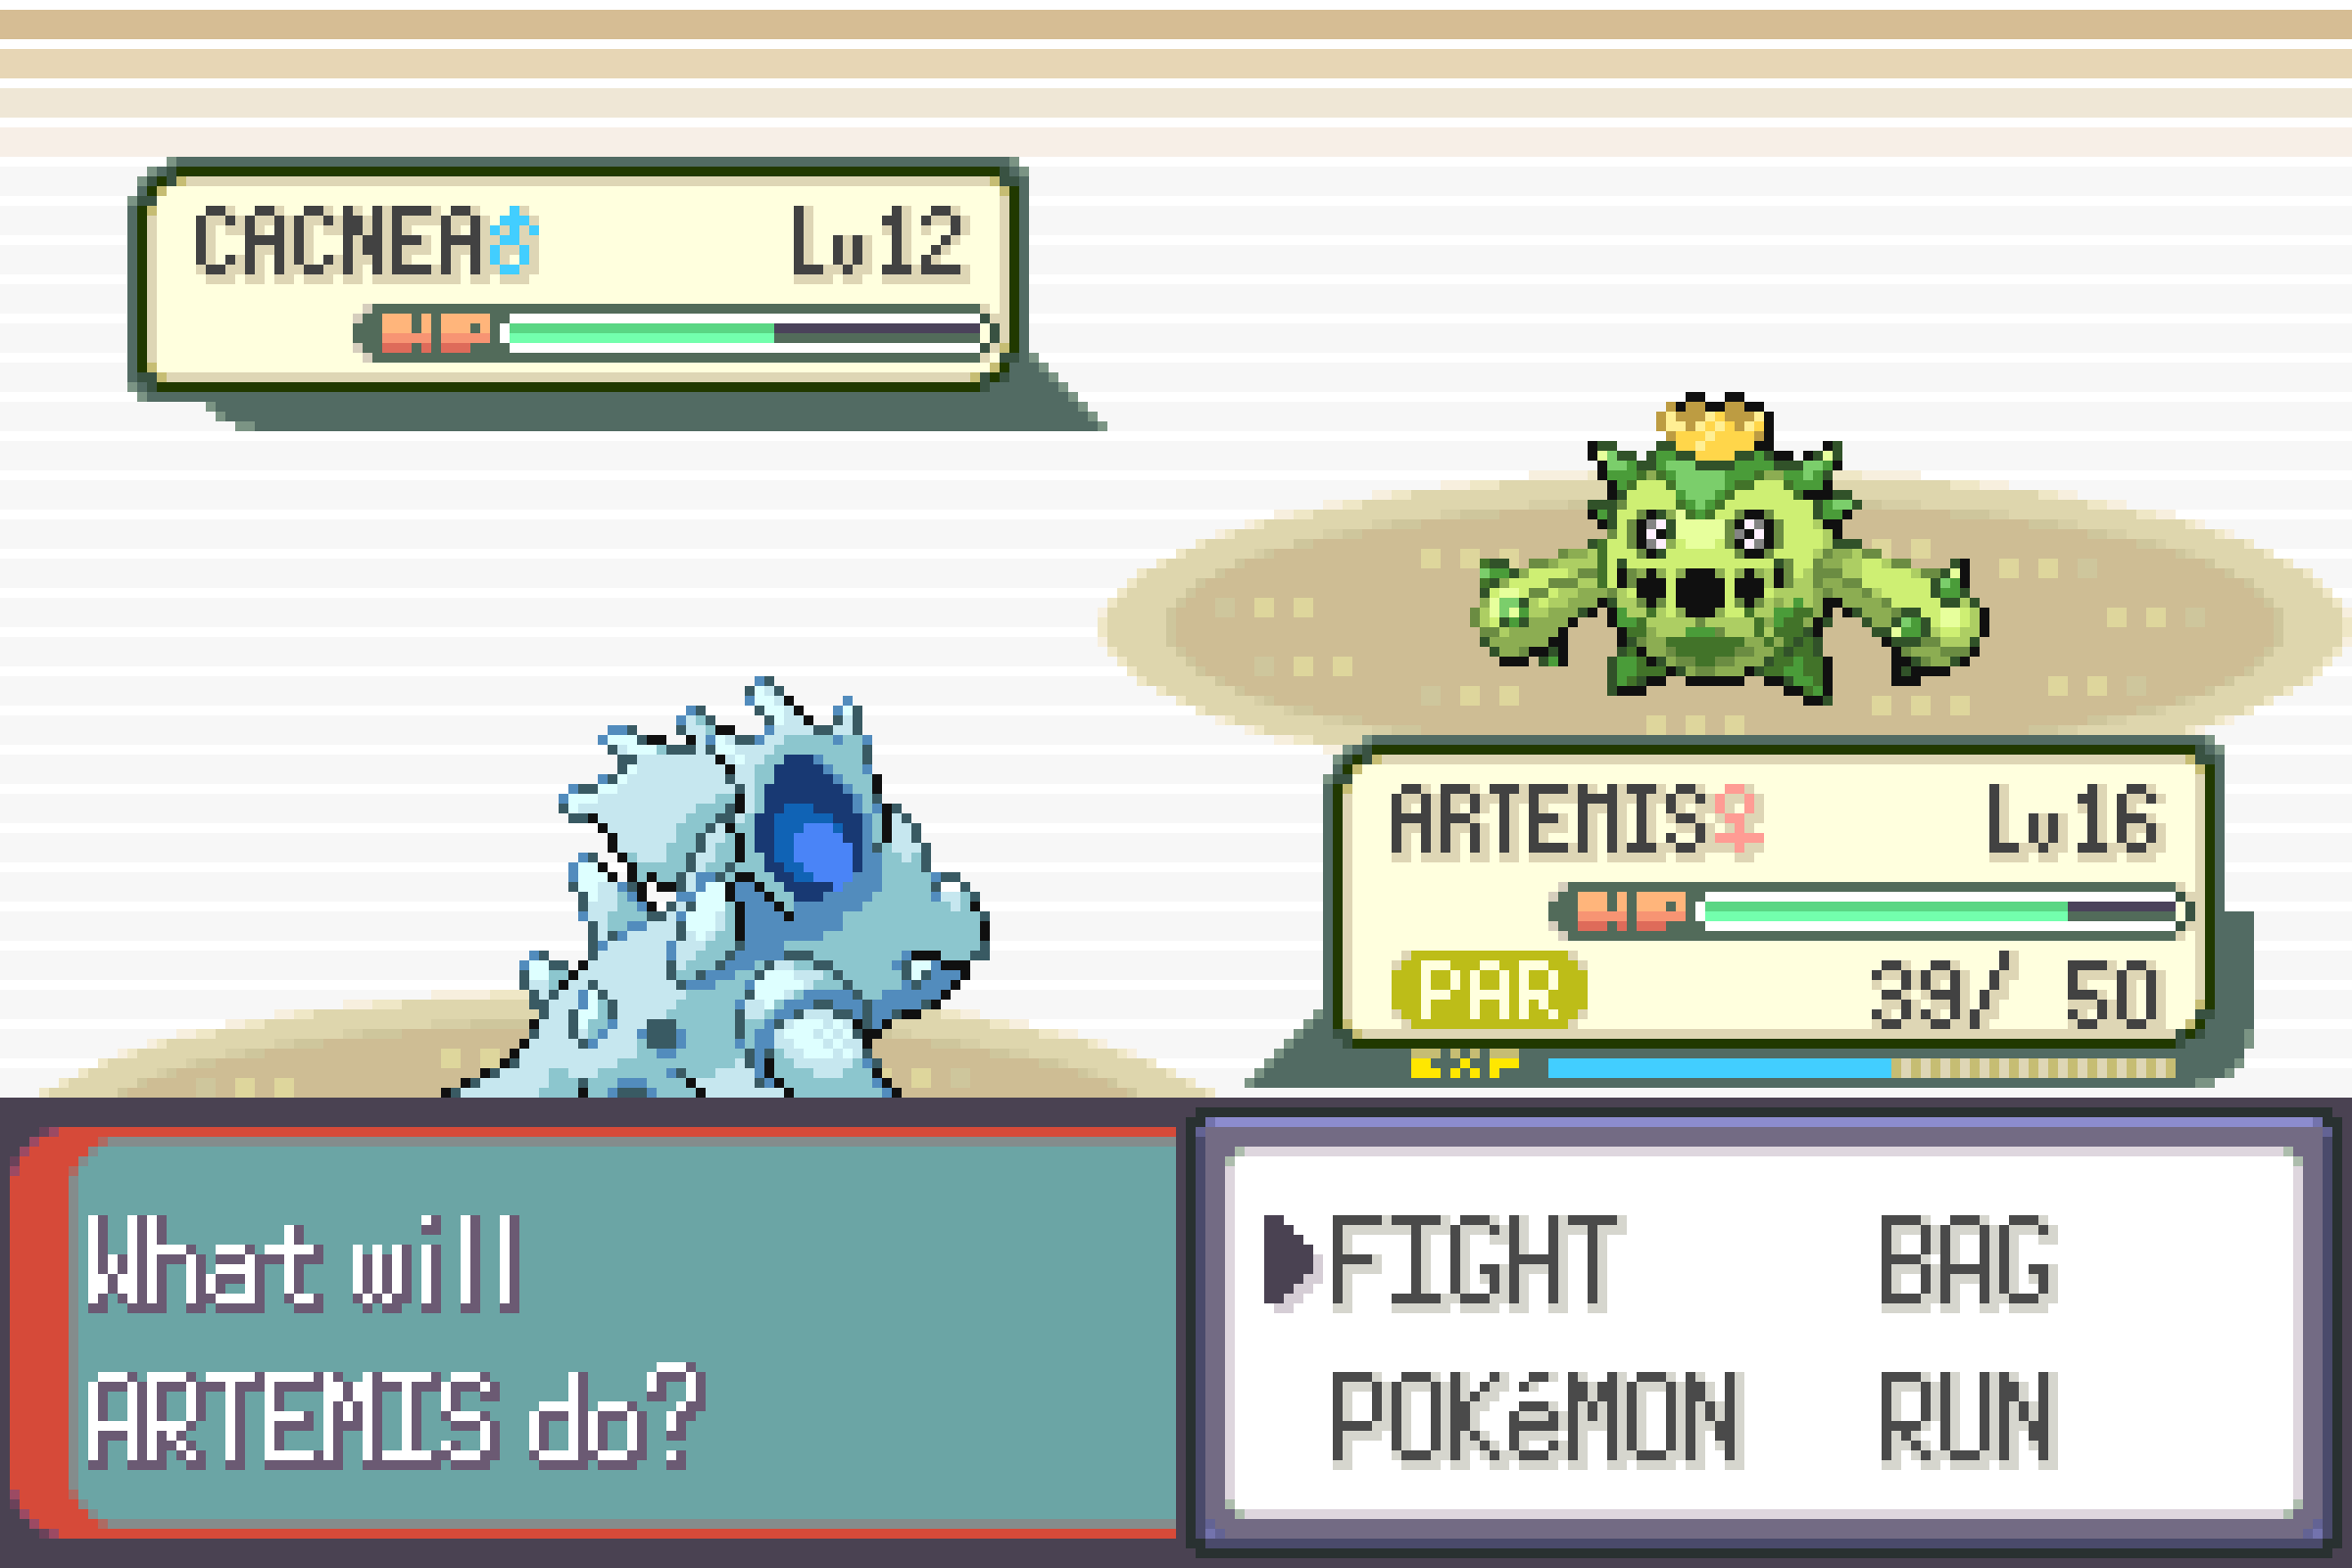 CACNEA♂ Lv12
HP
ARTEMIS♀ Lv16
HP
PAR 39/ 50
EXP
What will
ARTEMIS do?
FIGHT BAG
POKéMON RUN